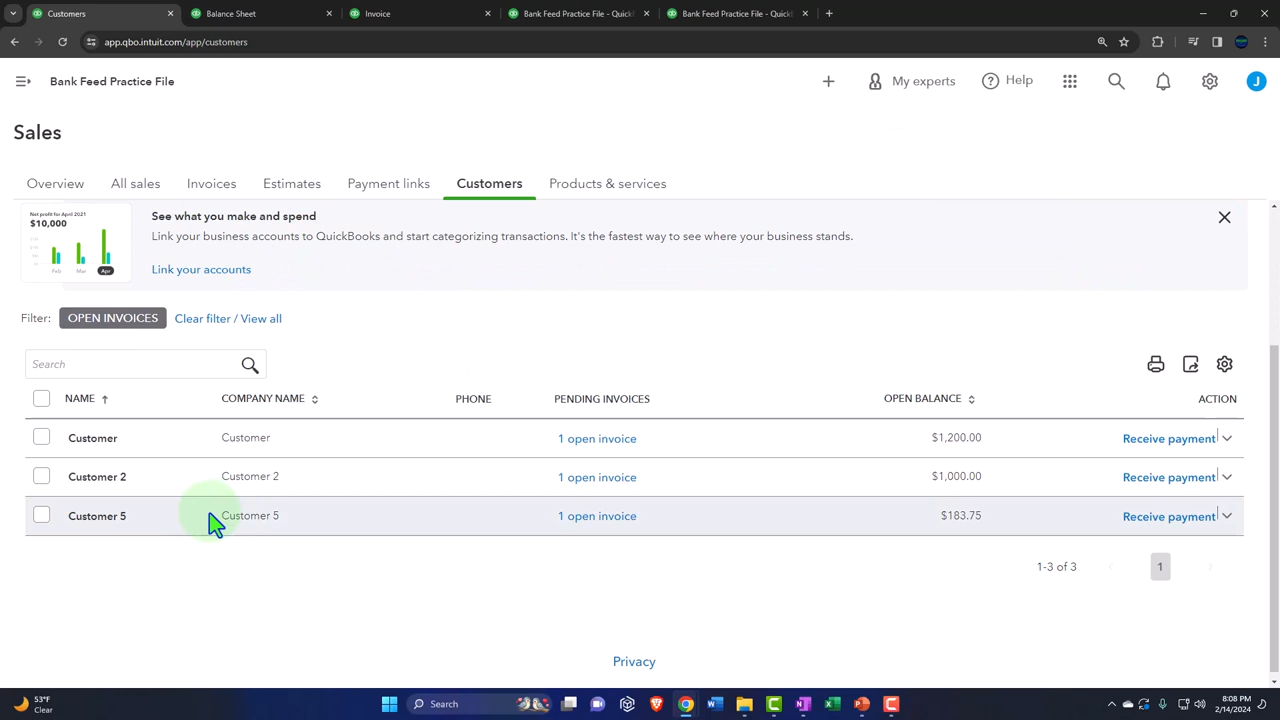 Customers
Balance Sheet
Invoice
Bank Feed Practice File - QuickB
Bank Feed Practice File - QuickB
app.qbo.intuit.com/app/customers
Bank Feed Practice File
My experts
Help
J
Sales
Overview
All sales
Invoices
Estimates
Payment links
Customers
Products & services
Net profit for April 2021
$10,000
Feb
Mar
Apr
See what you make and spend
Link your business accounts to QuickBooks and start categorizing transactions. It's the fastest way to see where your business stands.
Link your accounts
Filter: OPEN INVOICES Clear filter / View all
Search
NAME COMPANY NAME PHONE PENDING INVOICES OPEN BALANCE ACTION
Customer Customer 1 open invoice $1,200.00 Receive payment
Customer 2 Customer 2 1 open invoice $1,000.00 Receive payment
Customer 5 Customer 5 1 open invoice $183.75 Receive payment
1-3 of 3 1
Privacy
53°F
Clear
Search
8:08 PM
2/14/2024